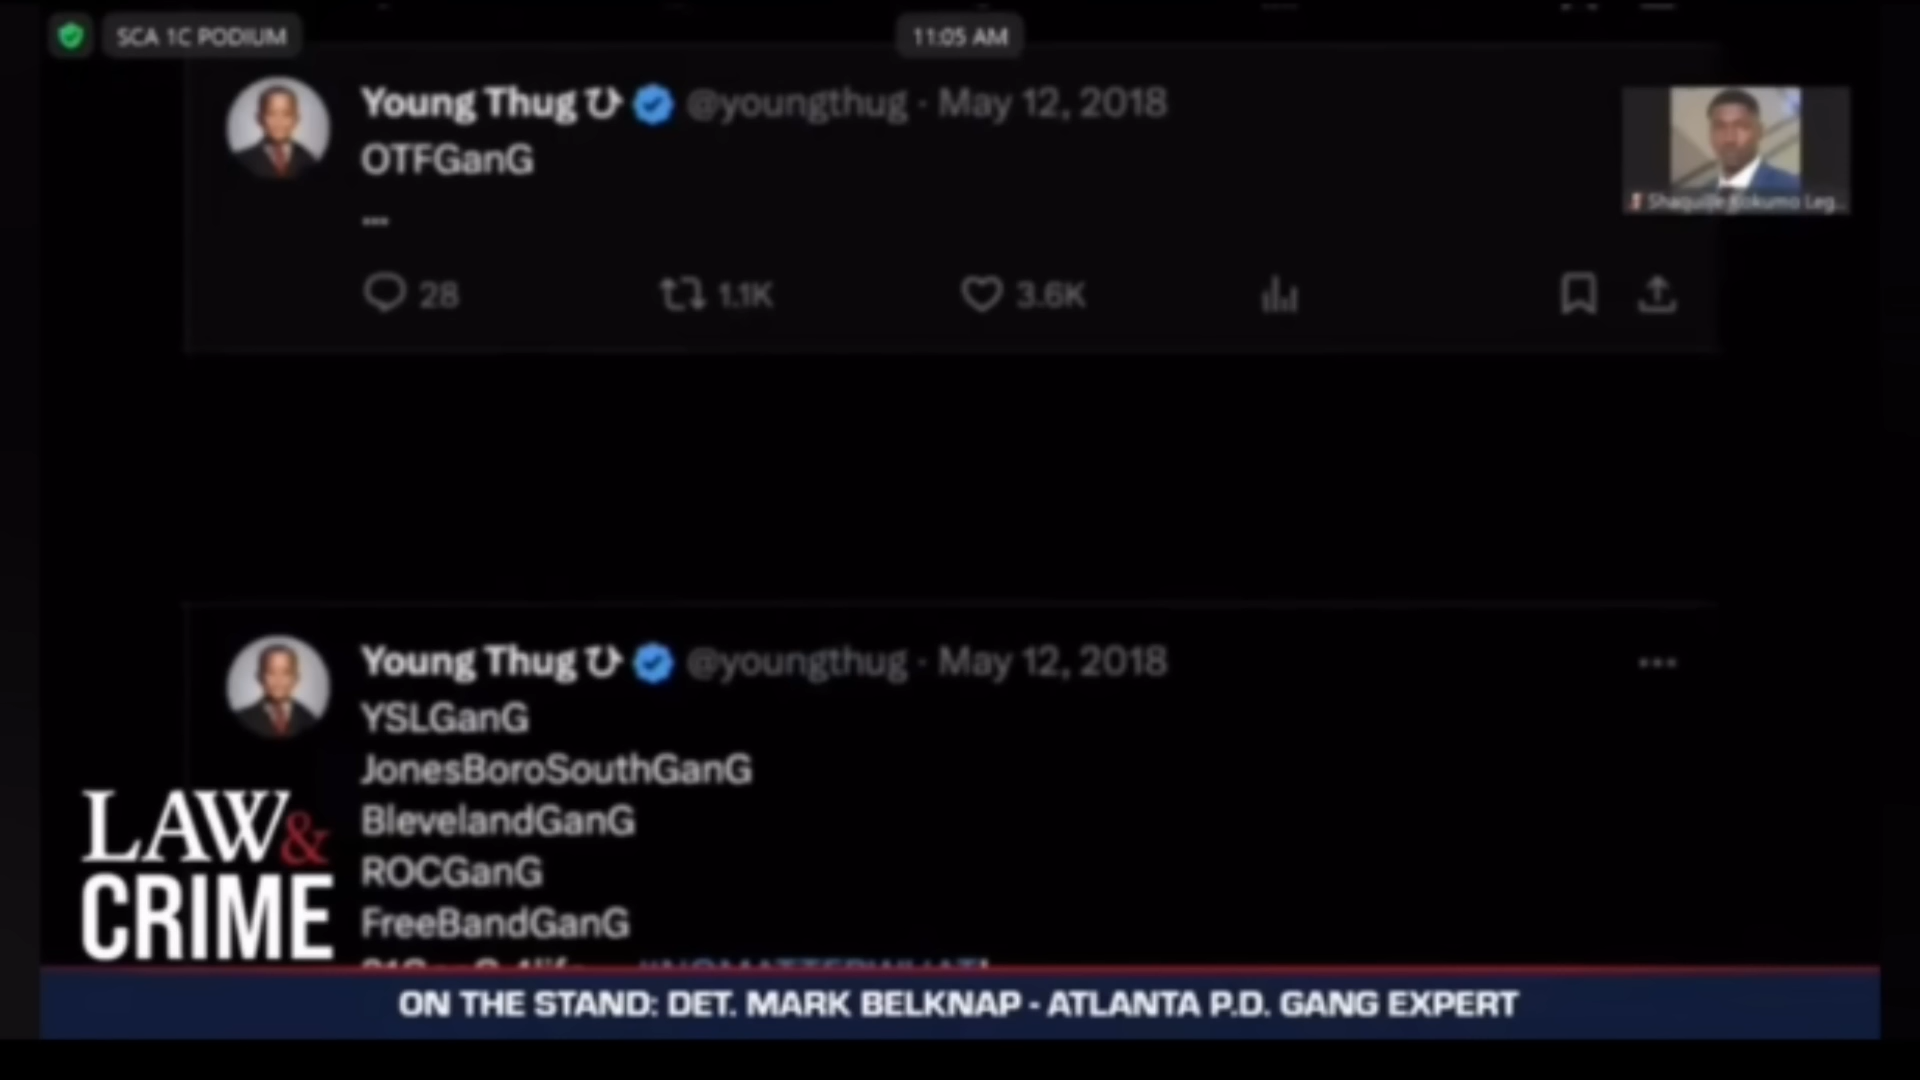 SCA 1C PODIUM
11:05 AM
Young Thug ひ @youngthug · May 12, 2018
OTFGanG
...
28 1.1K 3.6K
Young Thug ひ @youngthug · May 12, 2018
YSLGanG
JonesBoroSouthGanG
BlevelandGanG
ROCGanG
FreeBandGanG
LAW&
CRIME
ON THE STAND: DET. MARK BELKNAP - ATLANTA P.D. GANG EXPERT